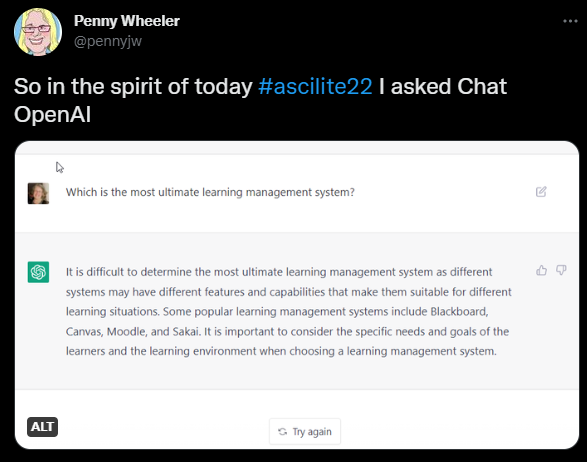 Penny Wheeler
@pennyjw
So in the spirit of today #ascilite22 I asked Chat
OpenAI
Which is the most ultimate learning management system?
It is difficult to determine the most ultimate learning management system as different
systems may have different features and capabilities that make them suitable for different
learning situations. Some popular learning management systems include Blackboard,
Canvas, Moodle, and Sakai. It is important to consider the specific needs and goals of the
learners and the learning environment when choosing a learning management system.
ALT
Try again